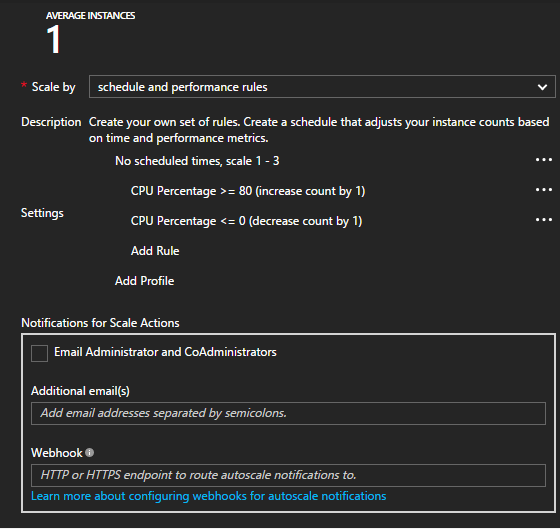 AVERAGE INSTANCES
1
* Scale by schedule and performance rules
Description Create your own set of rules. Create a schedule that adjusts your instance counts based
on time and performance metrics.
No scheduled times, scale 1 - 3 ...
CPU Percentage >= 80 (increase count by 1) ...
Settings
CPU Percentage <= 0 (decrease count by 1) ...
Add Rule
Add Profile
Notifications for Scale Actions
Email Administrator and CoAdministrators
Additional email(s)
Add email addresses separated by semicolons.
Webhook
HTTP or HTTPS endpoint to route autoscale notifications to.
Learn more about configuring webhooks for autoscale notifications